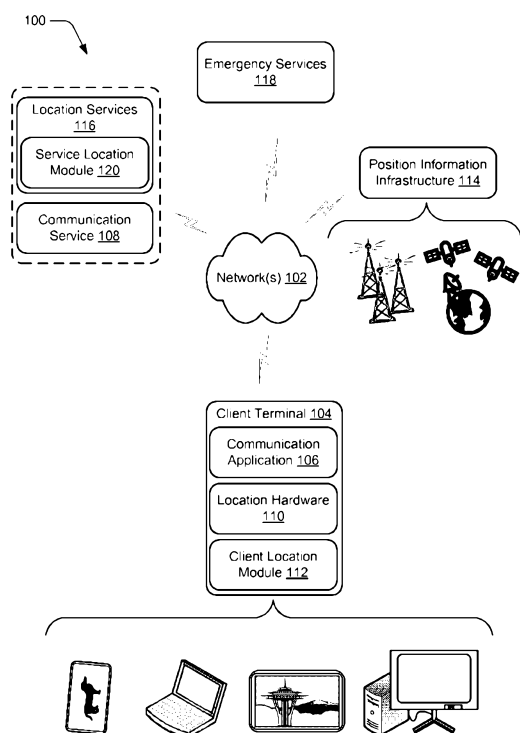 100
Emergency Services
118
Location Services
116
Service Location
Module 120
Communication
Service 108
Position Information
Infrastructure 114
Network(s) 102
Client Terminal 104
Communication
Application 106
Location Hardware
110
Client Location
Module 112